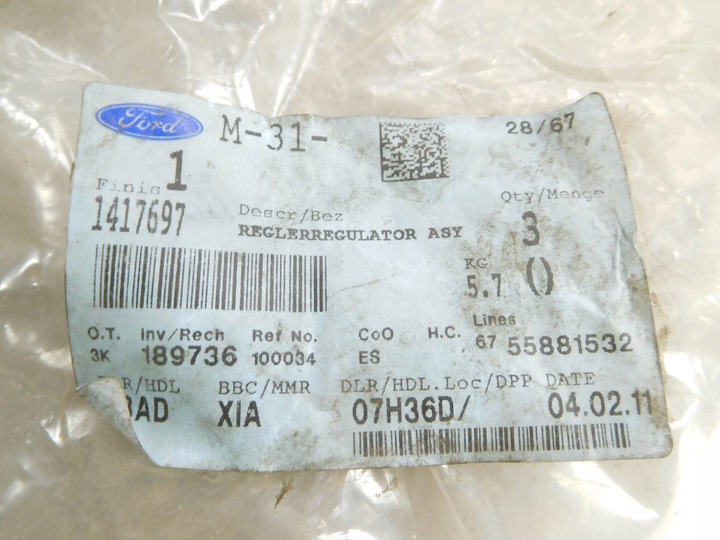 Ford M-31- 28/67
Finis 1 Descr/Bez Qty/Menge
1417697 REGLERREGULATOR ASY 3
KG
5.7 ()
O.T. Inv/Rech Ref No. CoO H.C. Lines
3K 189736 100034 ES 67 55881532
/HDL BBC/MMR DLR/HDL.Loc/DPP DATE
AD XIA 07H36D/ 04.02.11